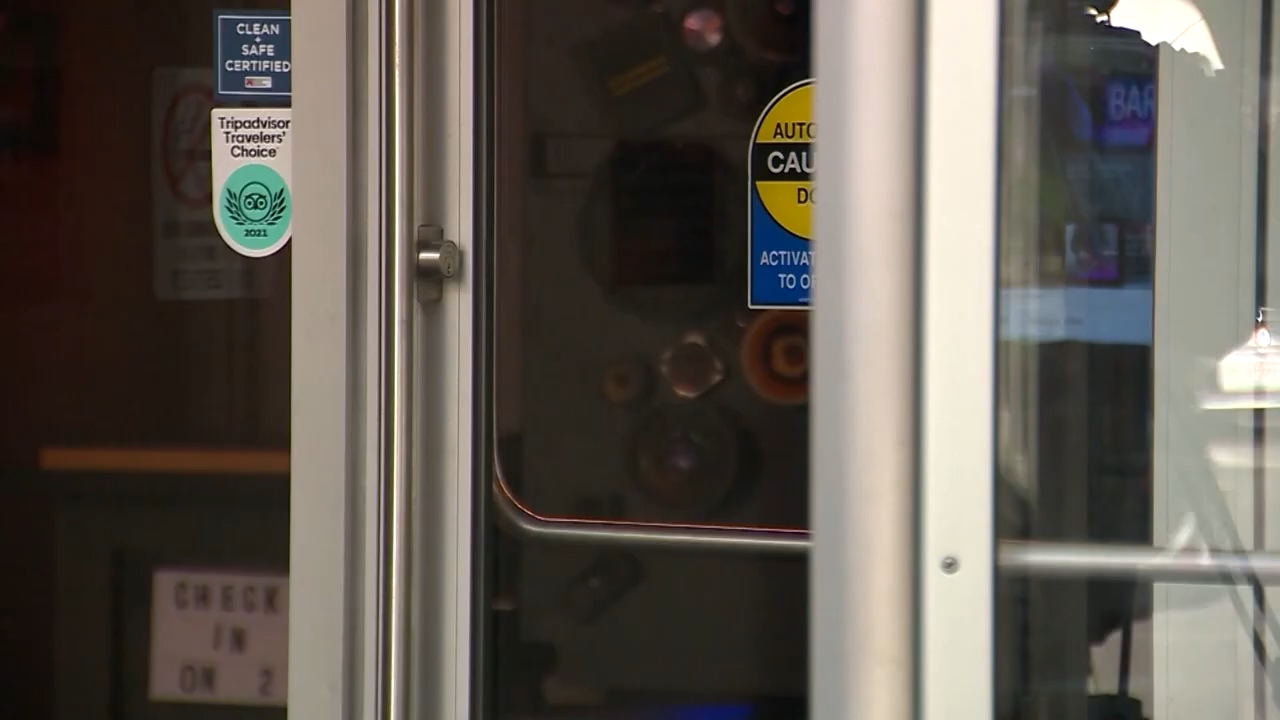 CLEAN
+
SAFE
CERTIFIED
Tripadvisor
Travelers'
Choice
2021
AUTO
CAU
DO
ACTIVAT
TO O
BAR
CHECK
IN
ON 2